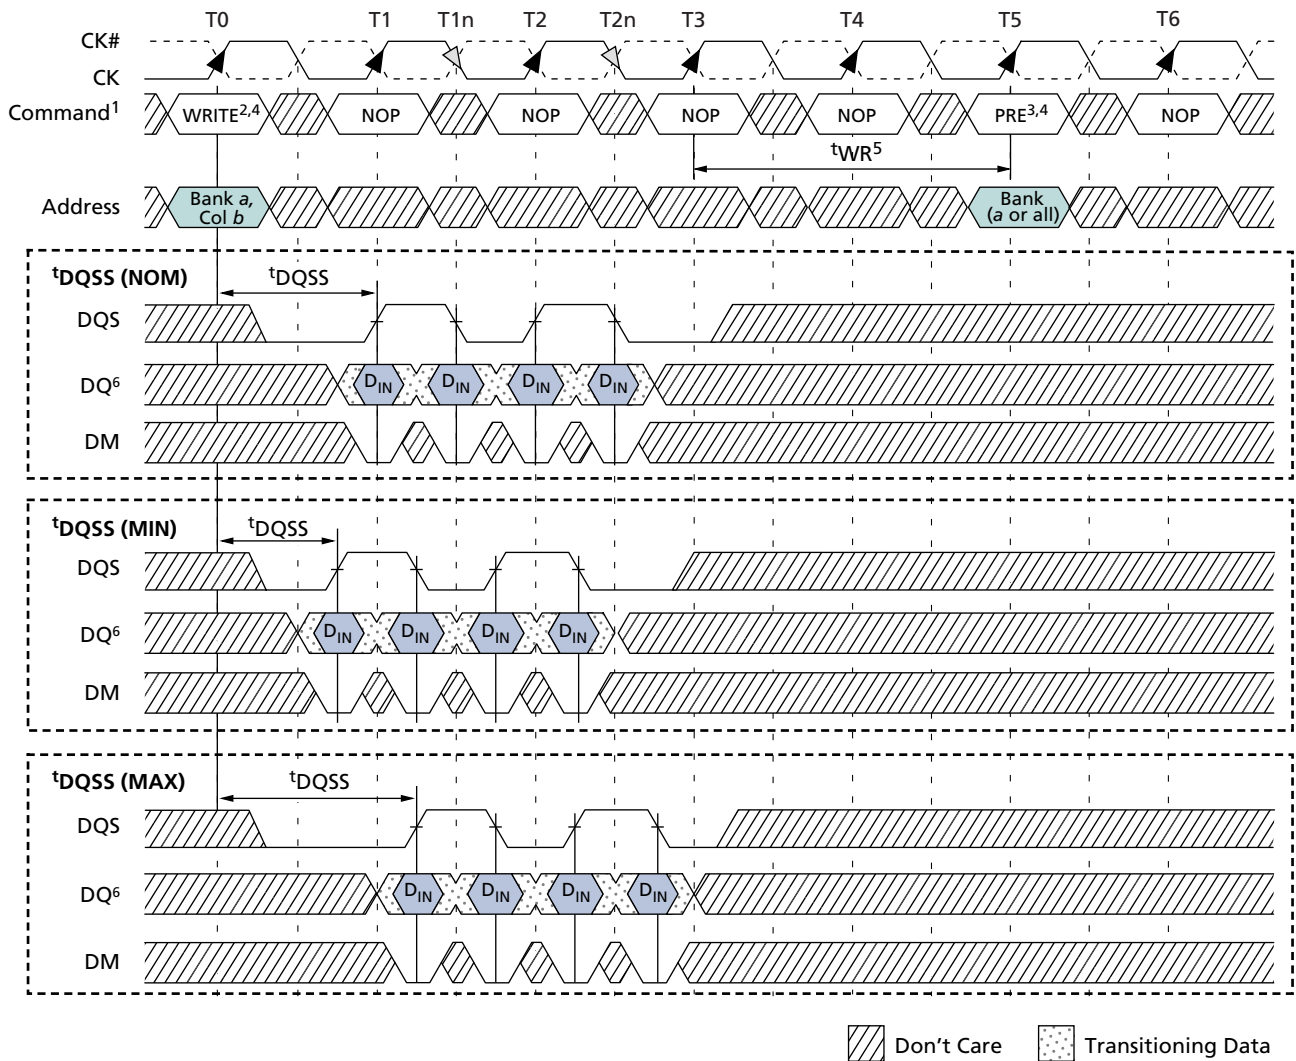 T0 T1 T1n T2 T2n T3 T4 T5 T6
CK#
CK
Command1 WRITE2,4 NOP NOP NOP NOP PRE3,4 NOP
tWR5
Address Bank a, Col b Bank (a or all)
tDQSS (NOM) tDQSS
DQS
DQ6 DIN DIN DIN DIN
DM
tDQSS (MIN) tDQSS
DQS
DQ6 DIN DIN DIN DIN
DM
tDQSS (MAX) tDQSS
DQS
DQ6 DIN DIN DIN DIN
DM
Don't Care Transitioning Data